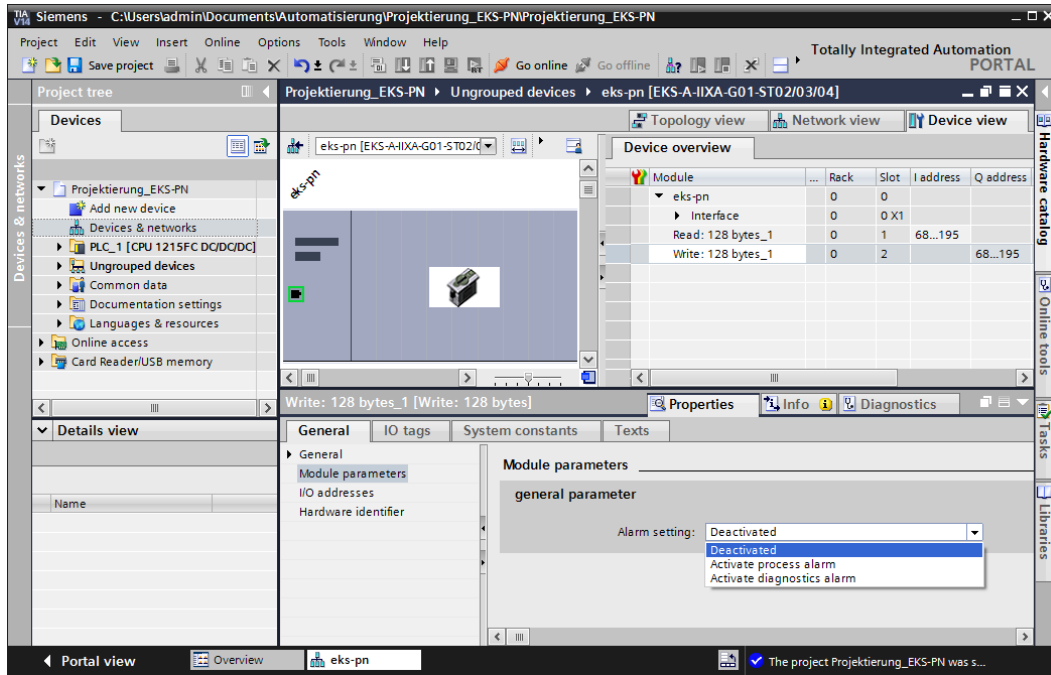 TIA V14 Siemens - C:\Users\admin\Documents\Automatisierung\Projektierung_EKS-PN\Projektierung_EKS-PN
Project Edit View Insert Online Options Tools Window Help
Totally Integrated Automation
PORTAL
Save project
Go online
Go offline
Project tree
Projektierung_EKS-PN
Ungrouped devices
eks-pn [EKS-A-IIXA-G01-ST02/03/04]
Devices
Topology view
Network view
Device view
Devices & networks
Projektierung_EKS-PN
Add new device
Devices & networks
PLC_1 [CPU 1215FC DC/DC/DC]
Ungrouped devices
Common data
Documentation settings
Languages & resources
Online access
Card Reader/USB memory
eks-pn [EKS-A-IIXA-G01-ST02/0
eks-pn
Device overview
Module ... Rack Slot I address Q address
eks-pn 0 0
Interface 0 0 X1
Read: 128 bytes_1 0 1 68...195
Write: 128 bytes_1 0 2 68...195
Hardware catalog
Online tools
Tasks
Libraries
Details view
Name
Write: 128 bytes_1 [Write: 128 bytes]
Properties
Info
Diagnostics
General
IO tags
System constants
Texts
General
Module parameters
I/O addresses
Hardware identifier
Module parameters
general parameter
Alarm setting: Deactivated
Deactivated
Activate process alarm
Activate diagnostics alarm
Portal view
Overview
eks-pn
The project Projektierung_EKS-PN was s...